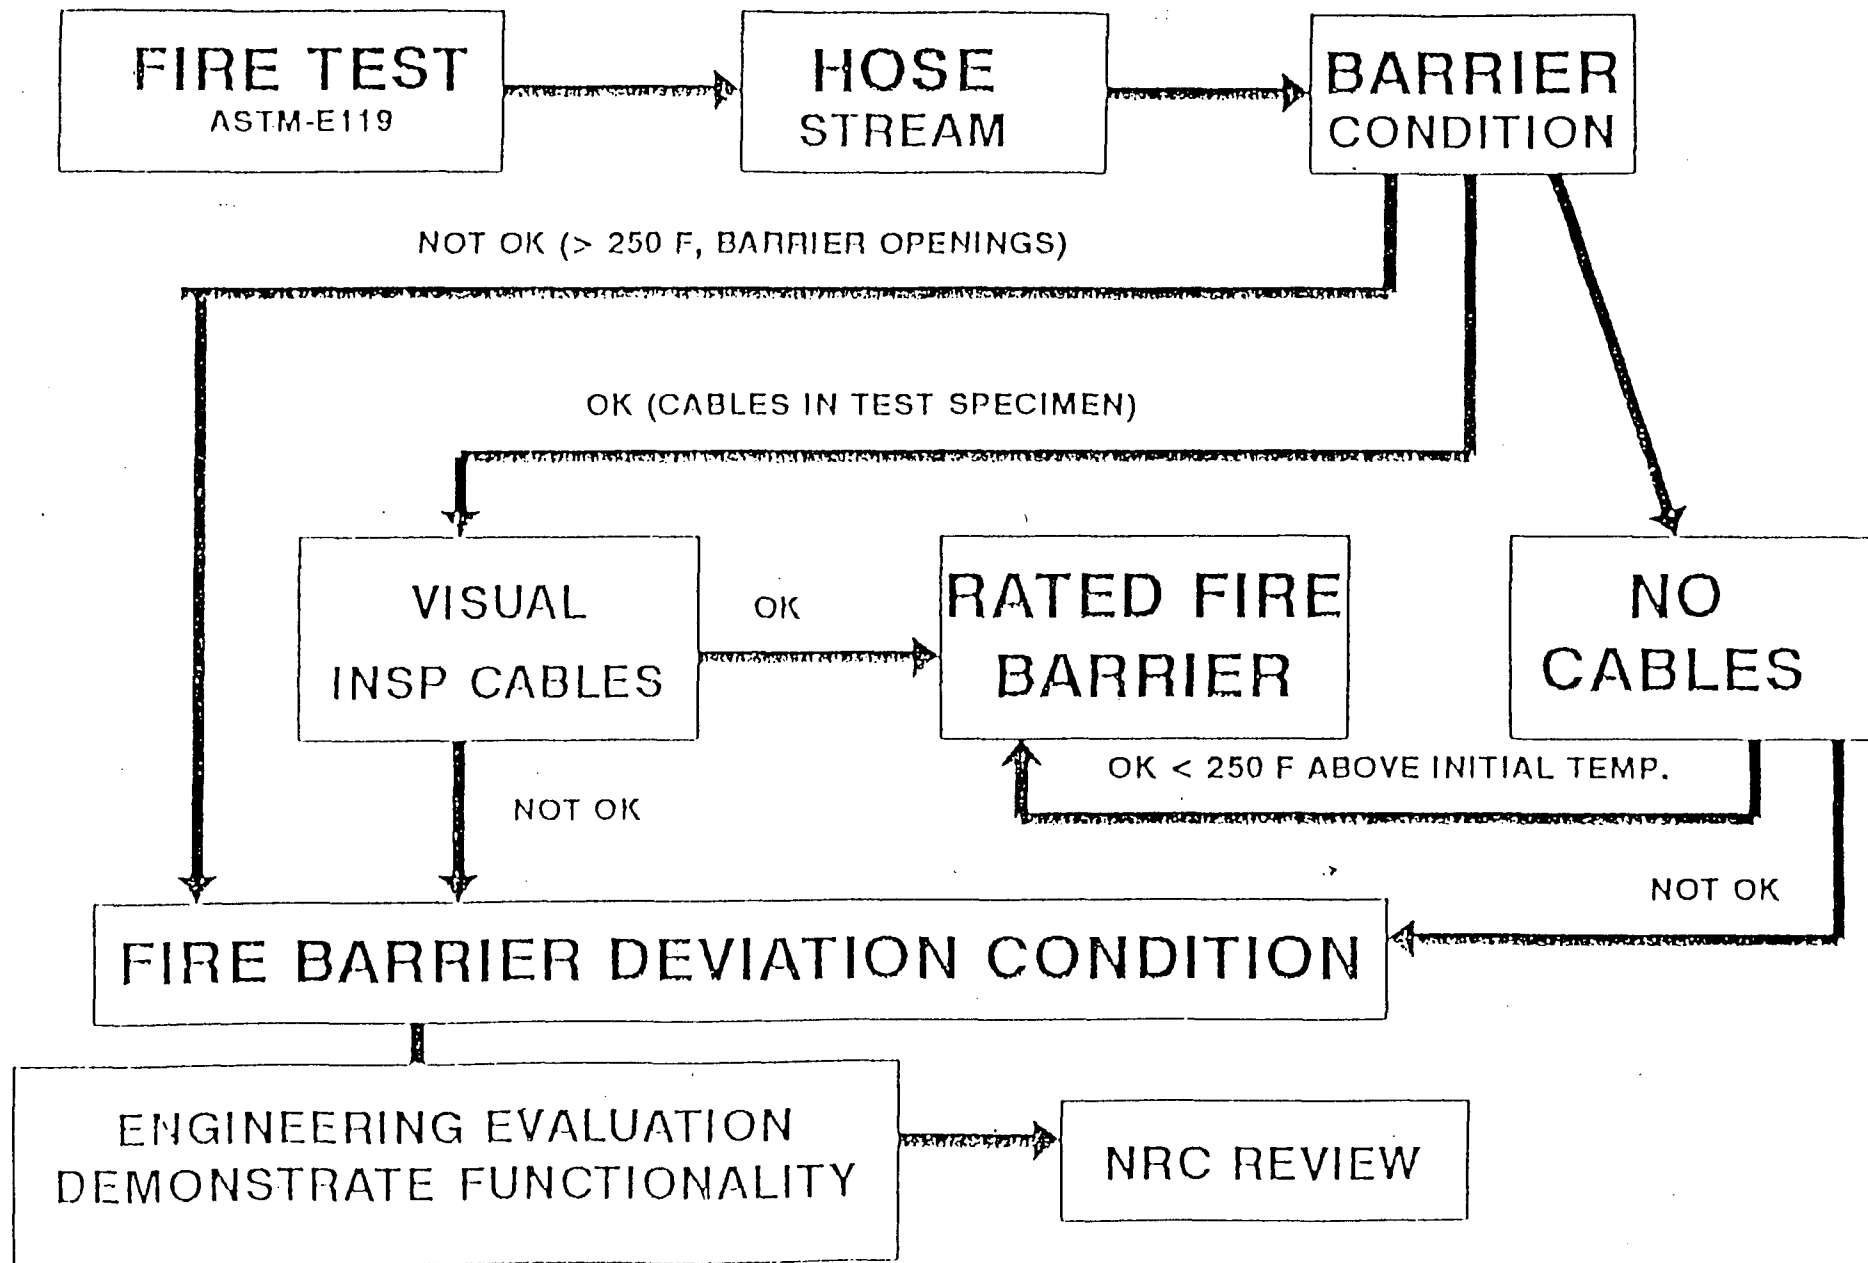 FIRE TEST
ASTM-E119
HOSE
STREAM
BARRIER
CONDITION
NOT OK (> 250 F, BARRIER OPENINGS)
OK (CABLES IN TEST SPECIMEN)
VISUAL
INSP CABLES
OK
RATED FIRE
BARRIER
NO
CABLES
OK < 250 F ABOVE INITIAL TEMP.
NOT OK
NOT OK
FIRE BARRIER DEVIATION CONDITION
ENGINEERING EVALUATION
DEMONSTRATE FUNCTIONALITY
NRC REVIEW